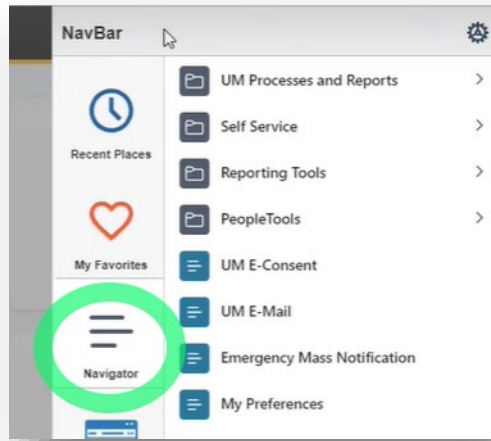 NavBar
Recent Places
My Favorites
Navigator
UM Processes and Reports
Self Service
Reporting Tools
PeopleTools
UM E-Consent
UM E-Mail
Emergency Mass Notification
My Preferences